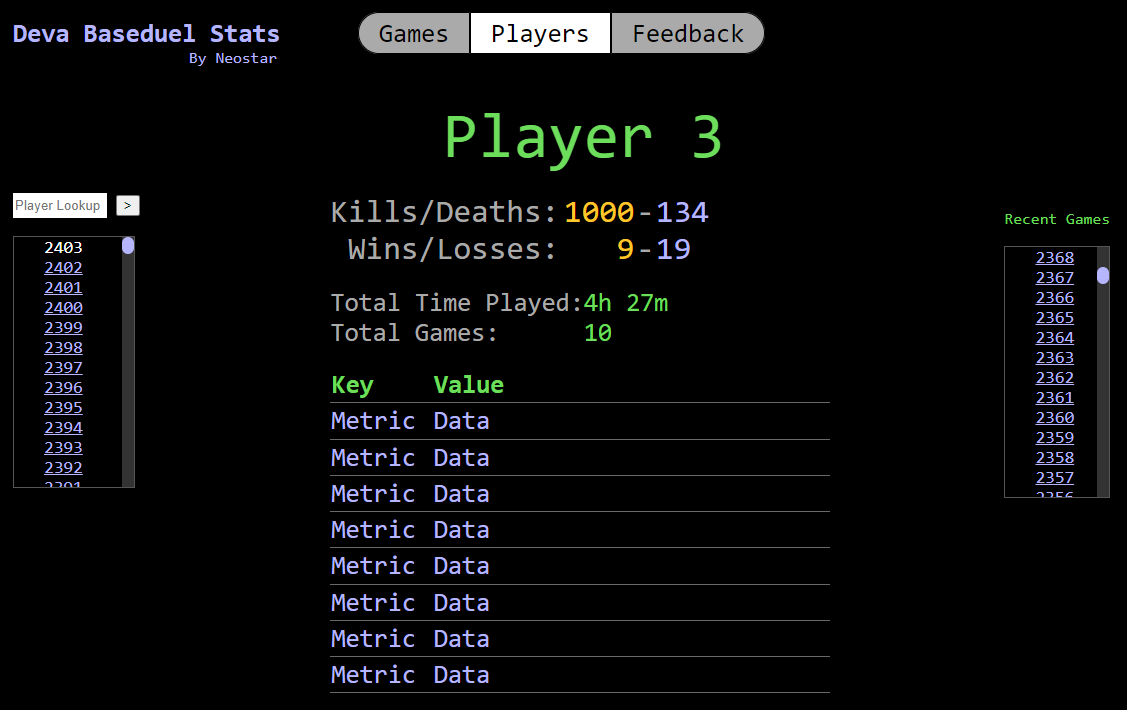 Deva Baseduel Stats
By Neostar
Games Players Feedback
Player 3
Player Lookup >
2403
2402
2401
2400
2399
2398
2397
2396
2395
2394
2393
2392
2391
Kills/Deaths: 1000-134
Wins/Losses: 9-19
Total Time Played:4h 27m
Total Games: 10
Key Value
Metric Data
Metric Data
Metric Data
Metric Data
Metric Data
Metric Data
Metric Data
Metric Data
Recent Games
2368
2367
2366
2365
2364
2363
2362
2361
2360
2359
2358
2357
2356